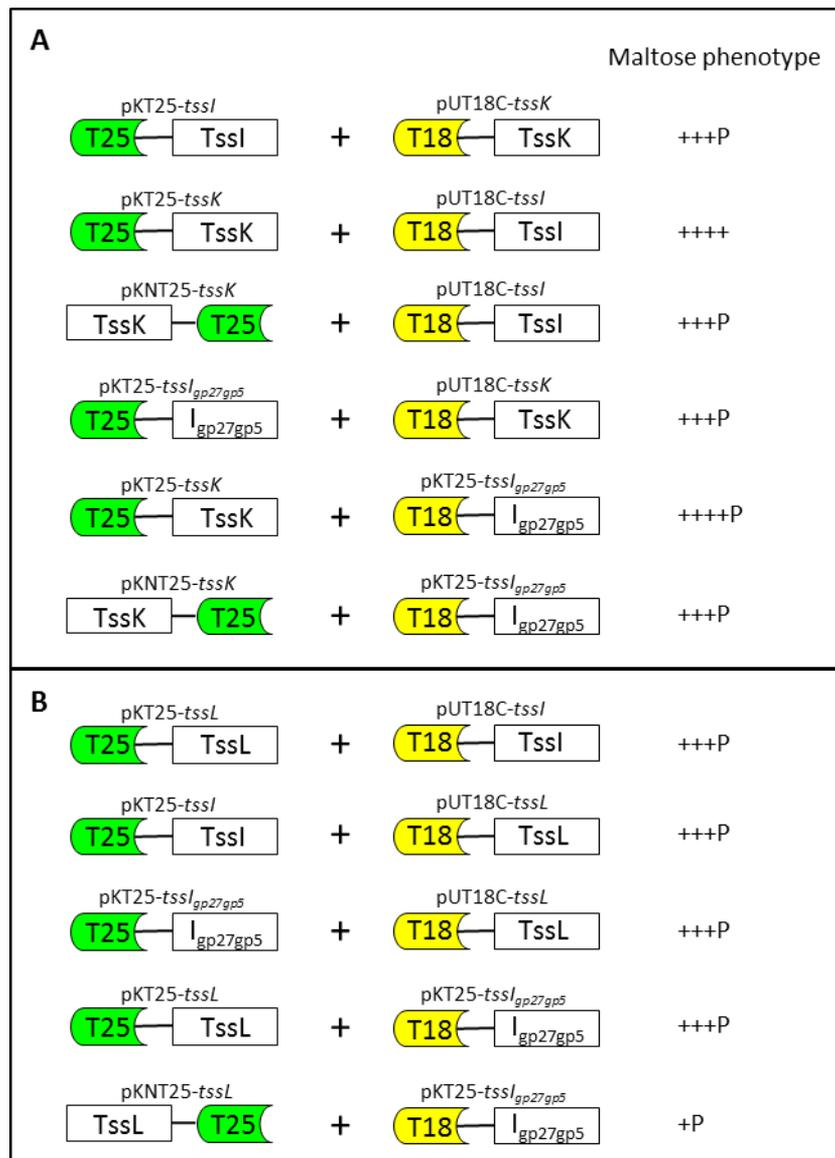 A
Maltose phenotype
pKT25-tssI pUT18C-tssK
T25 TssI + T18 TssK +++P
pKT25-tssK pUT18C-tssI
T25 TssK + T18 TssI ++++
pKNT25-tssK pUT18C-tssI
TssK T25 + T18 TssI +++P
pKT25-tssIgp27gp5 pUT18C-tssK
T25 Igp27gp5 + T18 TssK +++P
pKT25-tssK pKT25-tssIgp27gp5
T25 TssK + T18 Igp27gp5 ++++P
pKNT25-tssK pKT25-tssIgp27gp5
TssK T25 + T18 Igp27gp5 +++P
B
pKT25-tssL pUT18C-tssI
T25 TssL + T18 TssI +++P
pKT25-tssI pUT18C-tssL
T25 TssI + T18 TssL +++P
pKT25-tssIgp27gp5 pUT18C-tssL
T25 Igp27gp5 + T18 TssL +++P
pKT25-tssL pKT25-tssIgp27gp5
T25 TssL + T18 Igp27gp5 +++P
pKNT25-tssL pKT25-tssIgp27gp5
TssL T25 + T18 Igp27gp5 +P